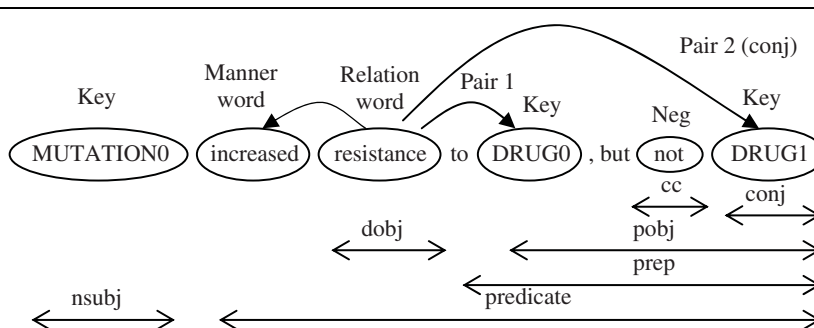 Pair 2 (conj)
Manner Relation
Key word word Pair 1 Key Neg Key
MUTATION0 increased resistance to DRUG0 , but not DRUG1
cc conj
dobj pobj
prep
nsubj predicate